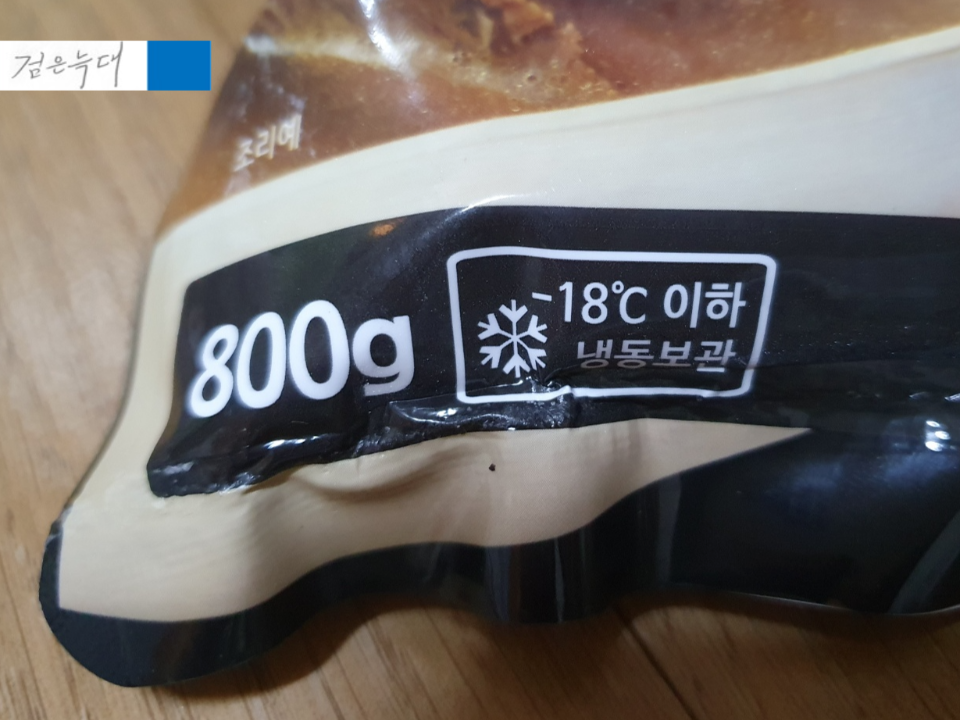 검은늑대
조리예
800g
-18℃ 이하
냉동보관